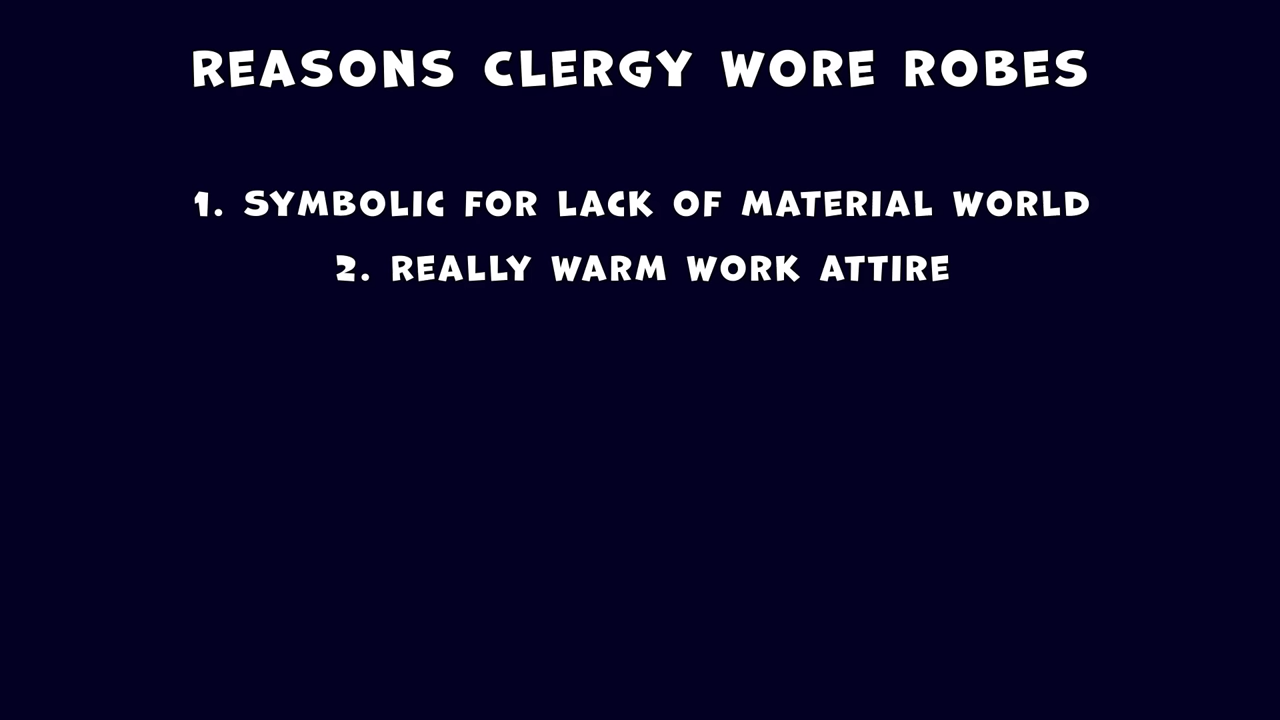 REASONS CLERGY WORE ROBES
1. SYMBOLIC FOR LACK OF MATERIAL WORLD
2. REALLY WARM WORK ATTIRE